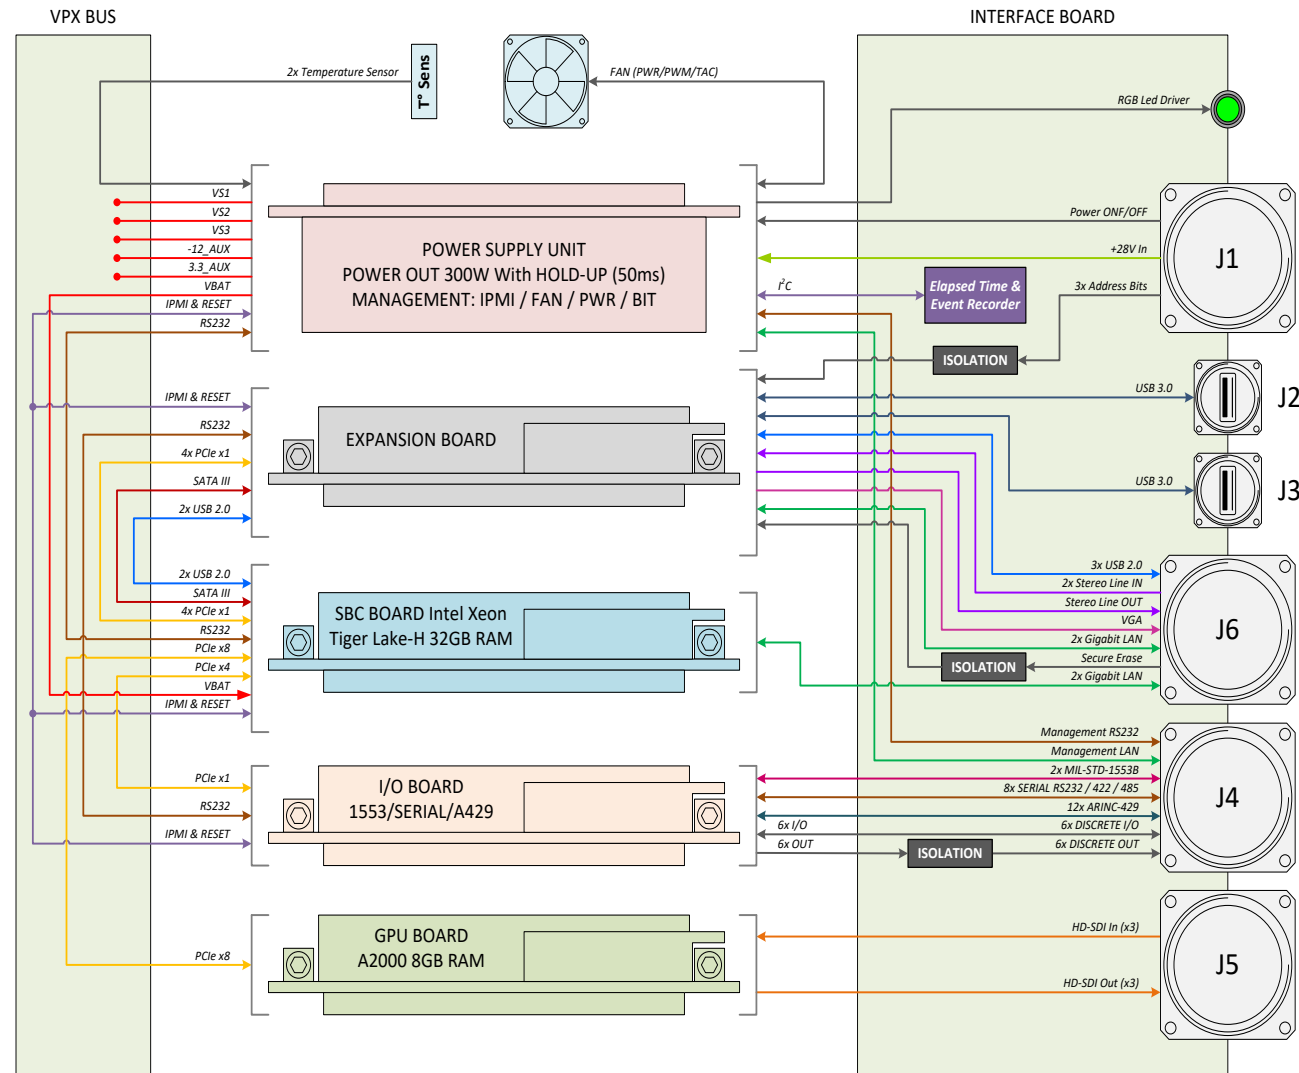 VPX BUS
INTERFACE BOARD
2x Temperature Sensor
T° Sens
FAN (PWR/PWM/TAC)
RGB Led Driver
VS1
VS2
VS3
-12_AUX
3.3_AUX
VBAT
IPMI & RESET
RS232
POWER SUPPLY UNIT
POWER OUT 300W With HOLD-UP (50ms)
MANAGEMENT: IPMI / FAN / PWR / BIT
Power ONF/OFF
+28V In
I²C
Elapsed Time &
Event Recorder
3x Address Bits
J1
ISOLATION
IPMI & RESET
RS232
4x PCIe x1
SATA III
2x USB 2.0
EXPANSION BOARD
USB 3.0
J2
USB 3.0
J3
2x USB 2.0
SATA III
4x PCIe x1
RS232
PCIe x8
PCIe x4
VBAT
IPMI & RESET
SBC BOARD Intel Xeon
Tiger Lake-H 32GB RAM
3x USB 2.0
2x Stereo Line IN
Stereo Line OUT
VGA
2x Gigabit LAN
ISOLATION
Secure Erase
2x Gigabit LAN
J6
PCIe x1
RS232
IPMI & RESET
I/O BOARD
1553/SERIAL/A429
Management RS232
Management LAN
2x MIL-STD-1553B
8x SERIAL RS232 / 422 / 485
12x ARINC-429
6x I/O
6x DISCRETE I/O
6x OUT
ISOLATION
6x DISCRETE OUT
J4
PCIe x8
GPU BOARD
A2000 8GB RAM
HD-SDI In (x3)
HD-SDI Out (x3)
J5